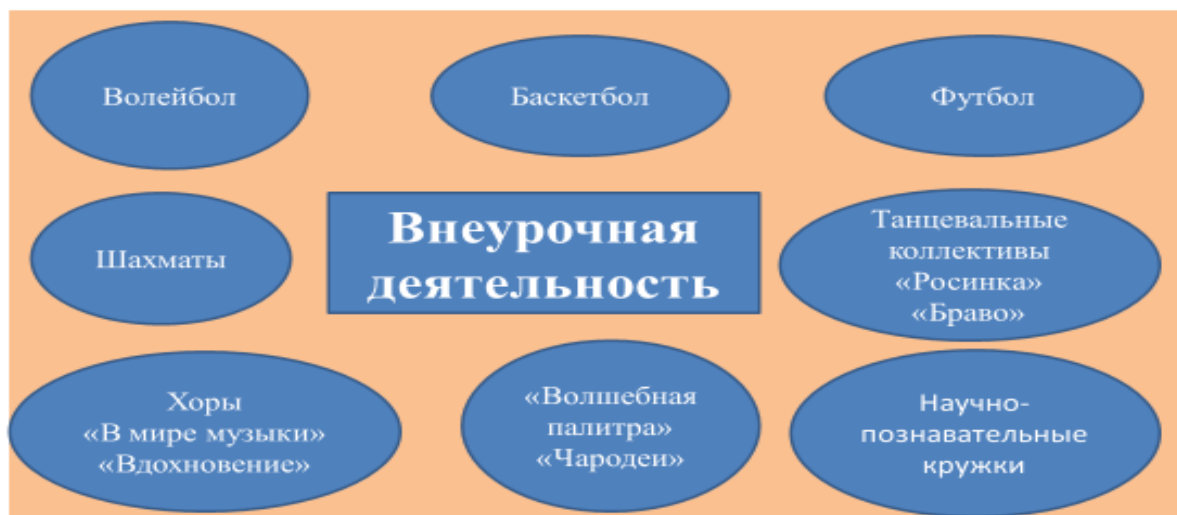 Волейбол
Баскетбол
Футбол
Шахматы
Внеурочная
деятельность
Танцевальные
коллективы
«Росинка»
«Браво»
Хоры
«В мире музыки»
«Вдохновение»
«Волшебная
палитра»
«Чародеи»
Научно-
познавательные
кружки